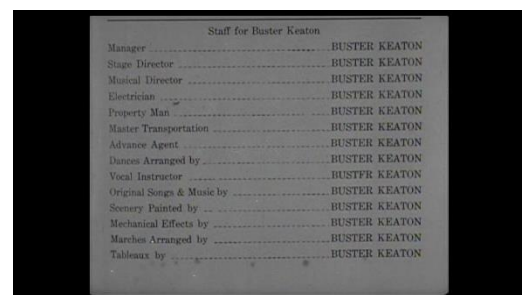 Staff for Buster Keaton
Manager BUSTER KEATON
Stage Director BUSTER KEATON
Musical Director BUSTER KEATON
Electrician BUSTER KEATON
Property Man BUSTER KEATON
Master Transportation BUSTER KEATON
Advance Agent BUSTER KEATON
Dances Arranged by BUSTER KEATON
Vocal Instructor BUSTER KEATON
Original Songs & Music by BUSTER KEATON
Scenery Painted by BUSTER KEATON
Mechanical Effects by BUSTER KEATON
Marches Arranged by BUSTER KEATON
Tableaux by BUSTER KEATON